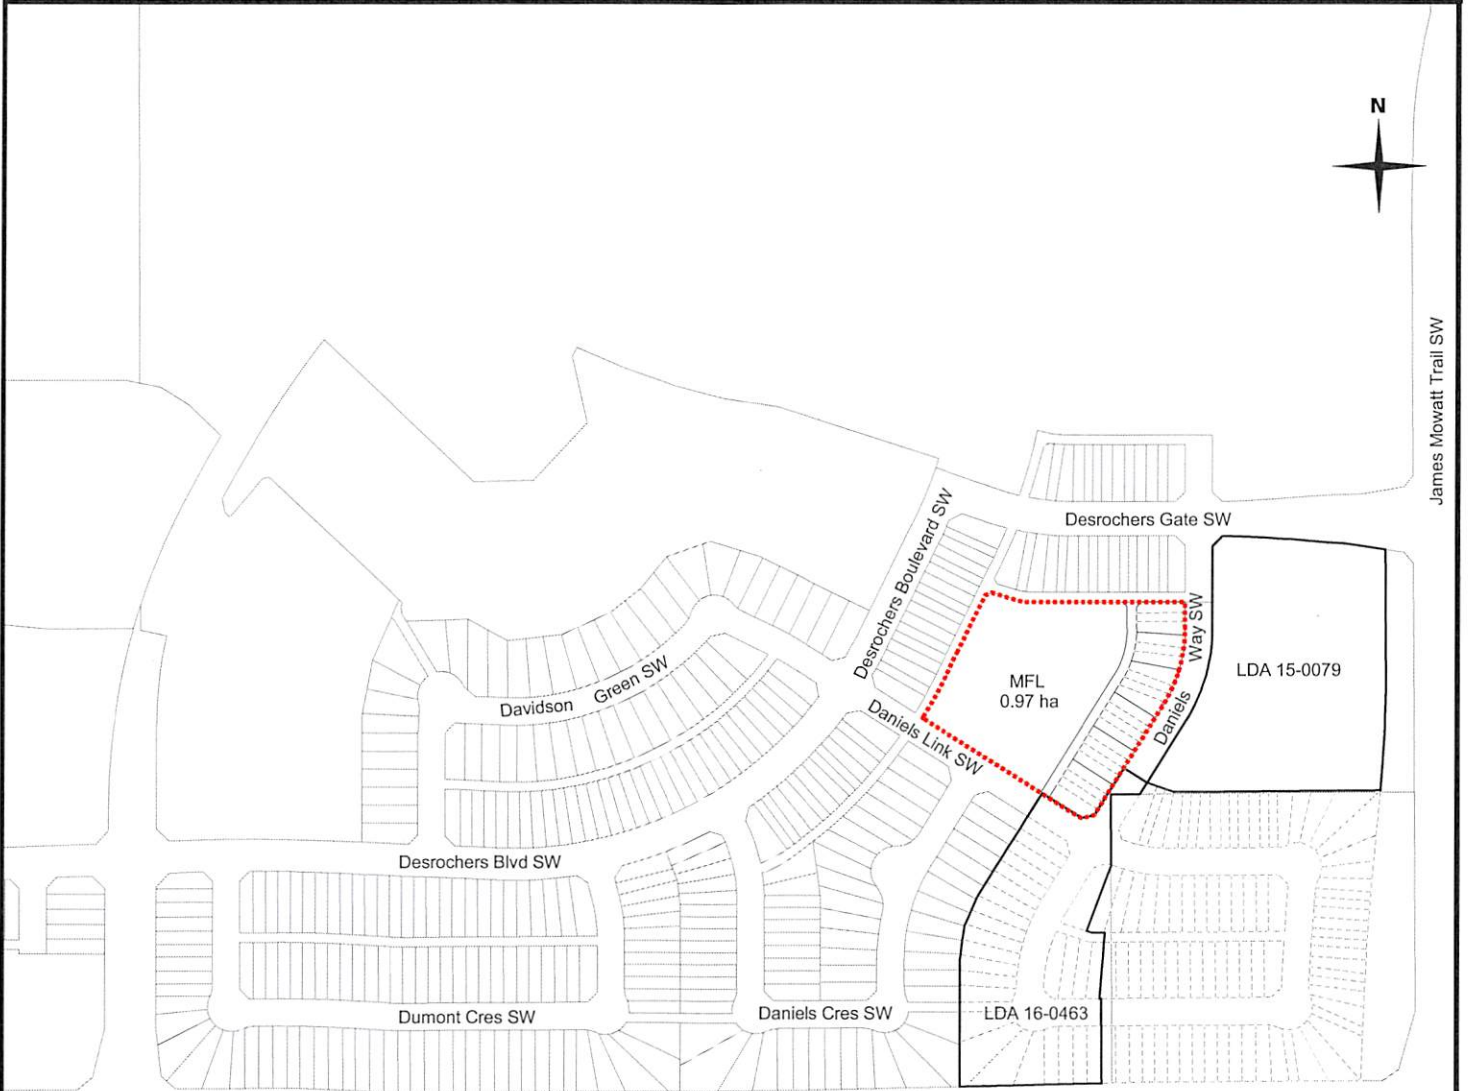 N
James Mowatt Trail SW
Desrochers Gate SW
Desrochers Boulevard SW
Way SW
Daniels
LDA 15-0079
MFL
0.97 ha
Davidson Green SW
Daniels Link SW
Desrochers Blvd SW
Dumont Cres SW
Daniels Cres SW
LDA 16-0463